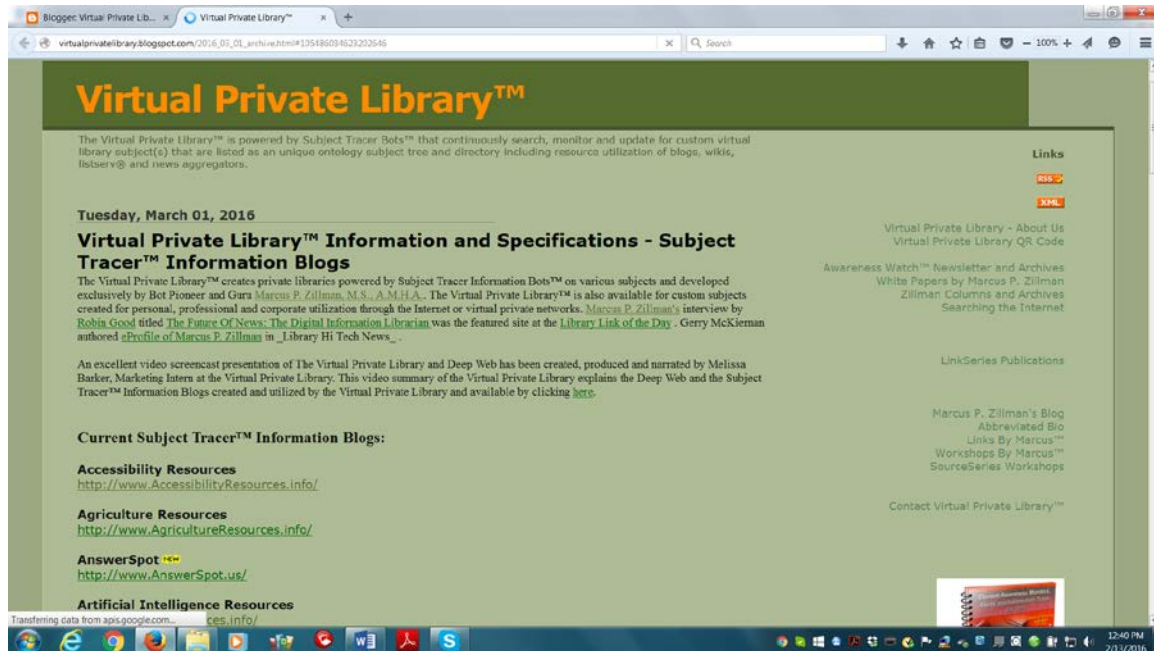 Blogger: Virtual Private Lib...
Virtual Private Library™
virtualprivatelibrary.blogspot.com/2016_03_01_archive.html#105486034623202646
Search
100%
Virtual Private Library™
The Virtual Private Library™ is powered by Subject Tracer Bots™ that continuously search, monitor and update for custom virtual
library subject(s) that are listed as an unique ontology subject tree and directory including resource utilization of blogs, wikis,
listserv® and news aggregators.
Tuesday, March 01, 2016
Virtual Private Library™ Information and Specifications - Subject
Tracer™ Information Blogs
The Virtual Private Library™ creates private libraries powered by Subject Tracer Information Bots™ on various subjects and developed
exclusively by Bot Pioneer and Guru Marcus P. Zillman, M.S., A.M.H.A.. The Virtual Private Library™ is also available for custom subjects
created for personal, professional and corporate utilization through the Internet or virtual private networks. Marcus P. Zillman's interview by
Robin Good titled The Future Of News: The Digital Information Librarian was the featured site at the Library Link of the Day . Gerry McKiernan
authored eProfile of Marcus P. Zillman in _Library Hi Tech News_ .
An excellent video screencast presentation of The Virtual Private Library and Deep Web has been created, produced and narrated by Melissa
Barker, Marketing Intern at the Virtual Private Library. This video summary of the Virtual Private Library explains the Deep Web and the Subject
Tracer™ Information Blogs created and utilized by the Virtual Private Library and available by clicking here.
Current Subject Tracer™ Information Blogs:
Accessibility Resources
http://www.AccessibilityResources.info/
Agriculture Resources
http://www.AgricultureResources.info/
AnswerSpot NEW
http://www.AnswerSpot.us/
Artificial Intelligence Resources
ces.info/
Links
RSS
XML
Virtual Private Library - About Us
Virtual Private Library QR Code
Awareness Watch™ Newsletter and Archives
White Papers by Marcus P. Zillman
Zillman Columns and Archives
Searching the Internet
LinkSeries Publications
Marcus P. Zillman's Blog
Abbreviated Bio
Links By Marcus™
Workshops By Marcus™
SourceSeries Workshops
Contact Virtual Private Library™
Transferring data from apis.google.com...
12:40 PM
2/13/2016